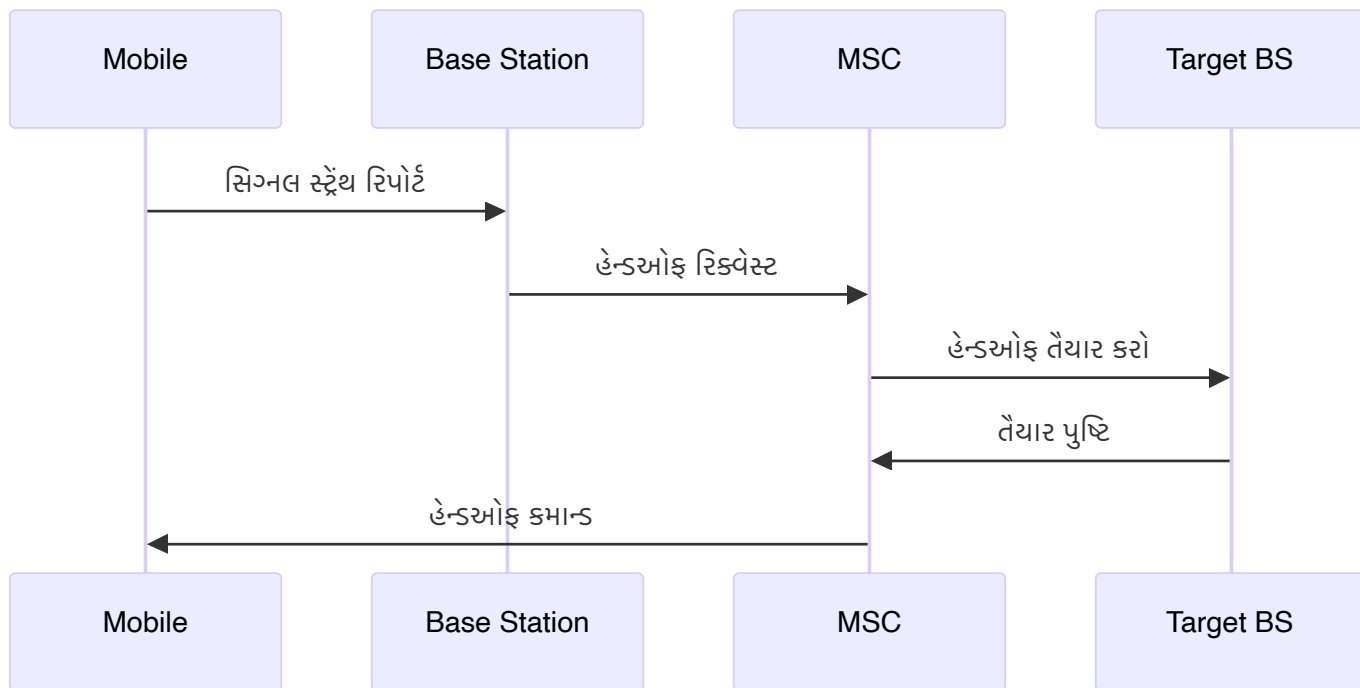 Mobile
Base Station
MSC
Target BS
સિગ્નલ સ્ટ્રેંથ રિપોર્ટ
હેન્ડઓફ રિક્વેસ્ટ
હેન્ડઓફ તૈયાર કરો
તૈયાર પુષ્ટિ
હેન્ડઓફ કમાન્ડ
Mobile
Base Station
MSC
Target BS